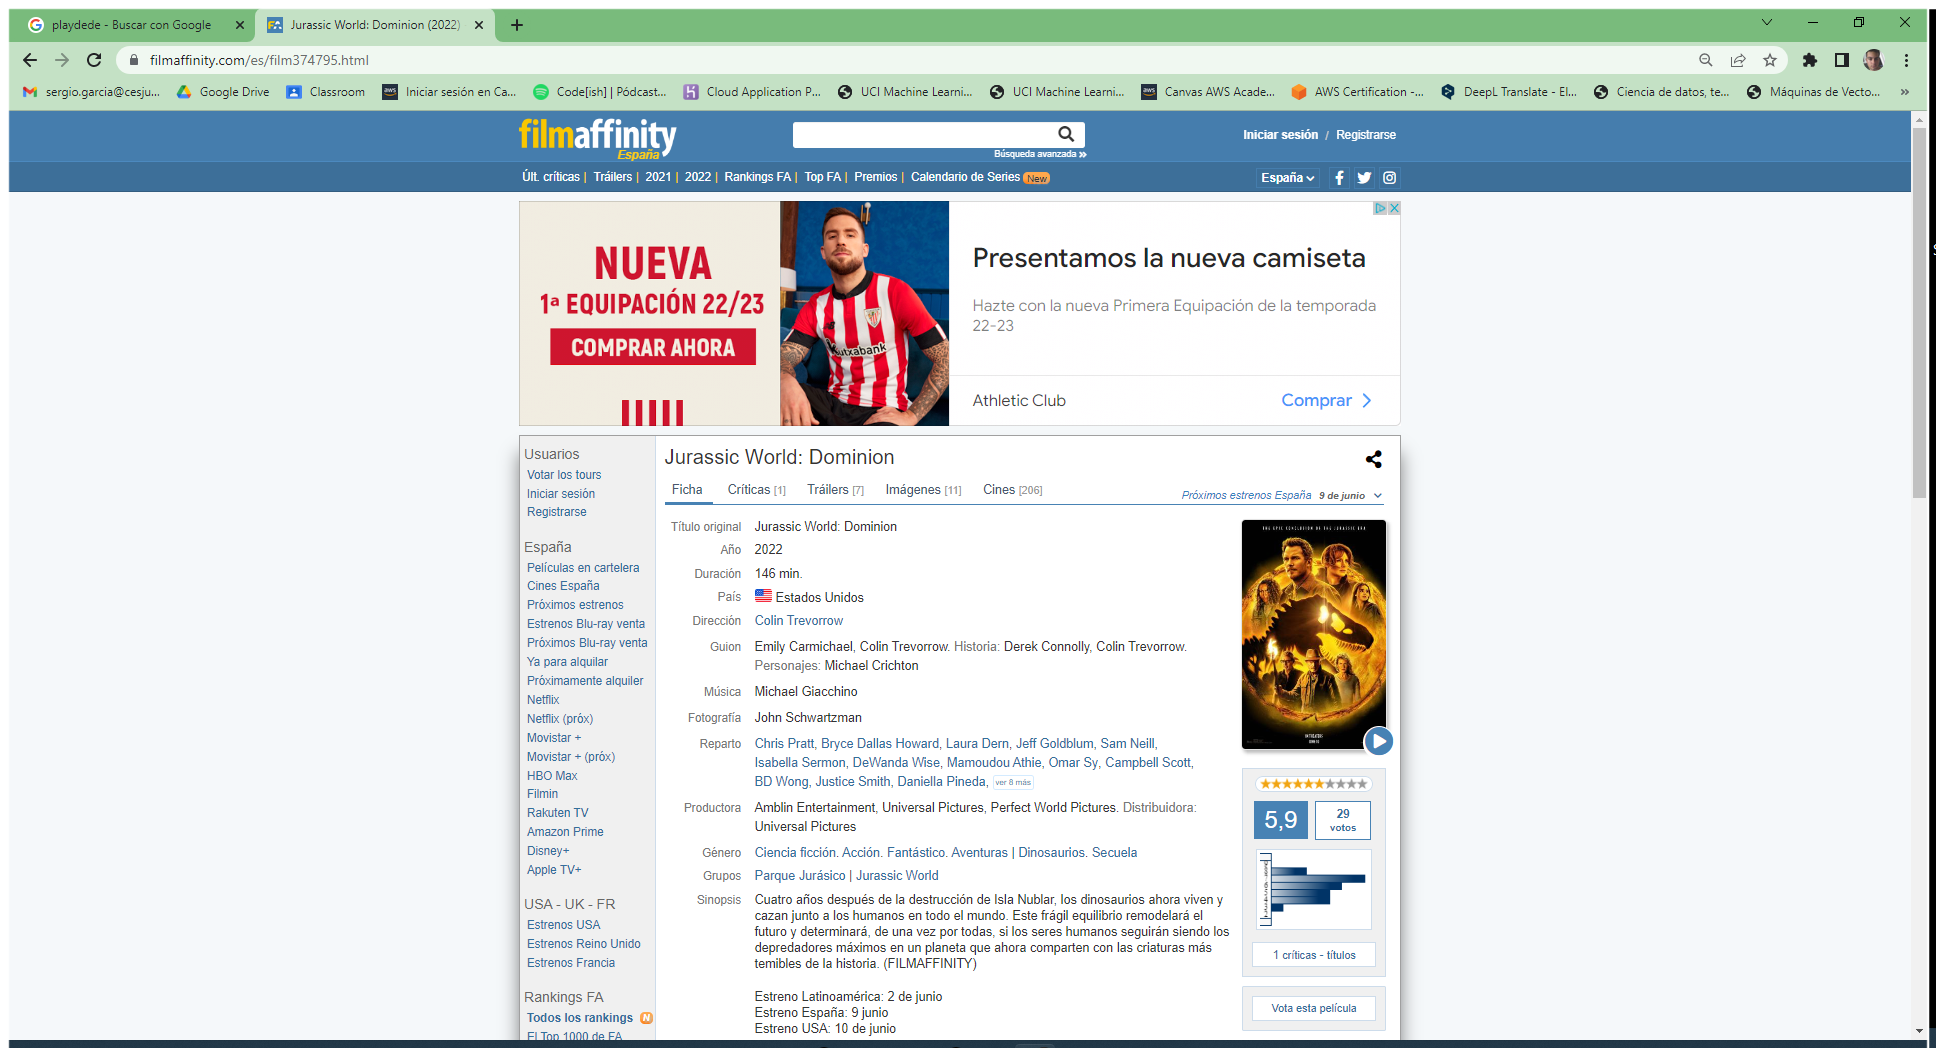 playdede - Buscar con Google
Jurassic World: Dominion (2022)
filmaffinity.com/es/film374795.html
sergio.garcia@cesju...
Google Drive
Classroom
Iniciar sesión en Ca...
Code[ish] | Pódcast...
Cloud Application P...
UCI Machine Learni...
UCI Machine Learni...
Canvas AWS Acade...
AWS Certification -...
DeepL Translate - El...
Ciencia de datos, te...
Máquinas de Vecto...
filmaffinity
España
Búsqueda avanzada
Iniciar sesión / Registrarse
Últ. críticas | Tráilers | 2021 | 2022 | Rankings FA | Top FA | Premios | Calendario de Series New
España
NUEVA
1ª EQUIPACIÓN 22/23
COMPRAR AHORA
kutxabank
Presentamos la nueva camiseta
Hazte con la nueva Primera Equipación de la temporada
22-23
Athletic Club
Comprar
Usuarios
Votar los tours
Iniciar sesión
Registrarse
España
Películas en cartelera
Cines España
Próximos estrenos
Estrenos Blu-ray venta
Próximos Blu-ray venta
Ya para alquilar
Próximamente alquiler
Netflix
Netflix (próx)
Movistar +
Movistar + (próx)
HBO Max
Filmin
Rakuten TV
Amazon Prime
Disney+
Apple TV+
USA - UK - FR
Estrenos USA
Estrenos Reino Unido
Estrenos Francia
Rankings FA
Todos los rankings N
El Top 1000 de FA
Jurassic World: Dominion
Ficha
Críticas [1]
Tráilers [7]
Imágenes [11]
Cines [206]
Próximos estrenos España 9 de junio
Título original Jurassic World: Dominion
Año 2022
Duración 146 min.
País Estados Unidos
Dirección Colin Trevorrow
Guion Emily Carmichael, Colin Trevorrow. Historia: Derek Connolly, Colin Trevorrow.
Personajes: Michael Crichton
Música Michael Giacchino
Fotografía John Schwartzman
Reparto Chris Pratt, Bryce Dallas Howard, Laura Dern, Jeff Goldblum, Sam Neill,
Isabella Sermon, DeWanda Wise, Mamoudou Athie, Omar Sy, Campbell Scott,
BD Wong, Justice Smith, Daniella Pineda, ver 8 más
Productora Amblin Entertainment, Universal Pictures, Perfect World Pictures. Distribuidora:
Universal Pictures
Género Ciencia ficción. Acción. Fantástico. Aventuras | Dinosaurios. Secuela
Grupos Parque Jurásico | Jurassic World
Sinopsis Cuatro años después de la destrucción de Isla Nublar, los dinosaurios ahora viven y
cazan junto a los humanos en todo el mundo. Este frágil equilibrio remodelará el
futuro y determinará, de una vez por todas, si los seres humanos seguirán siendo los
depredadores máximos en un planeta que ahora comparten con las criaturas más
temibles de la historia. (FILMAFFINITY)
Estreno Latinoamérica: 2 de junio
Estreno España: 9 junio
Estreno USA: 10 de junio
THE EPIC CONCLUSION OF THE JURASSIC ERA
5,9
29
votos
1 críticas - títulos
Vota esta película